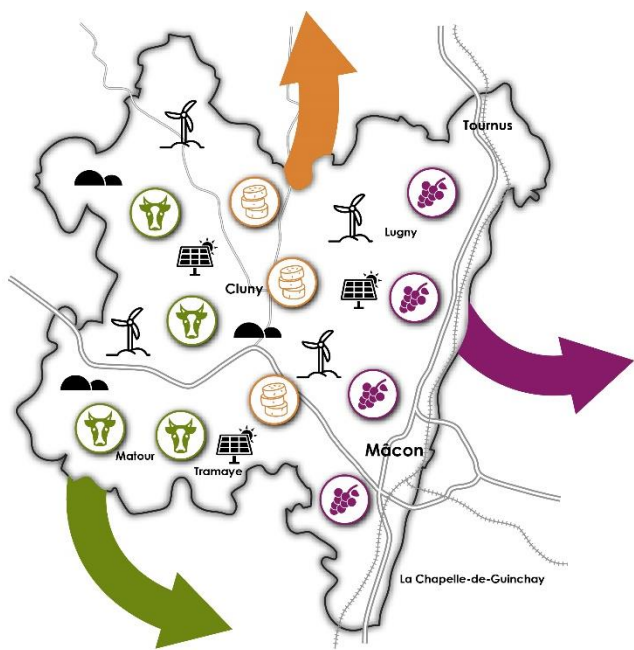 Tournus
Lugny
Cluny
Mâcon
Matour
Tramaye
La Chapelle-de-Guinchay